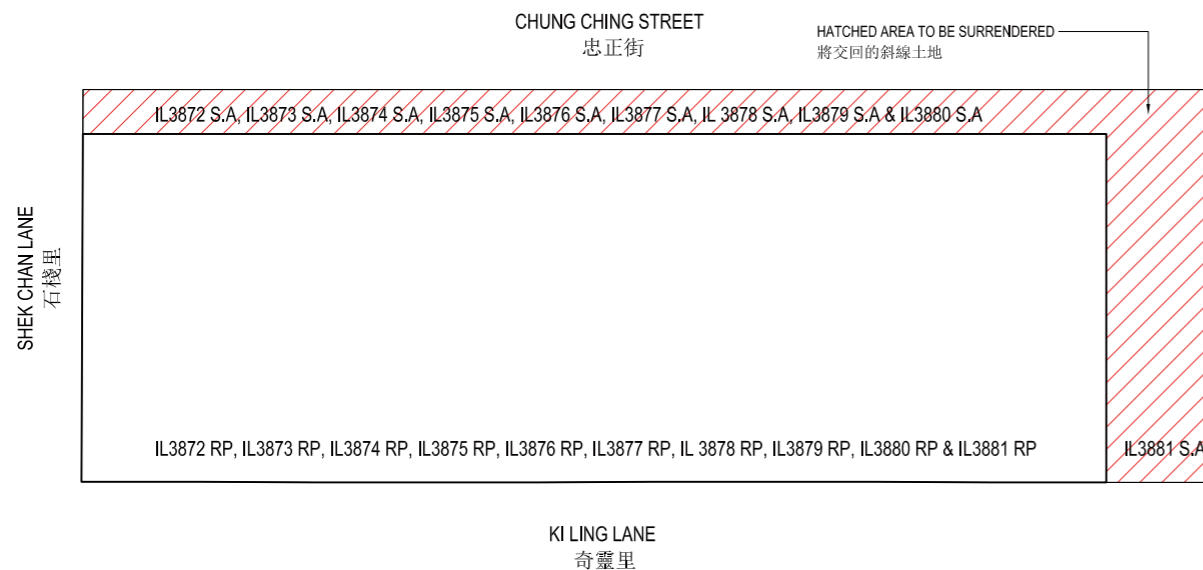 CHUNG CHING STREET
忠正街
HATCHED AREA TO BE SURRENDERED
將交回的斜線土地
IL3872 S.A, IL3873 S.A, IL3874 S.A, IL3875 S.A, IL3876 S.A, IL3877 S.A, IL 3878 S.A, IL3879 S.A & IL3880 S.A
SHEK CHAN LANE
石棧里
IL3872 RP, IL3873 RP, IL3874 RP, IL3875 RP, IL3876 RP, IL3877 RP, IL 3878 RP, IL3879 RP, IL3880 RP & IL3881 RP
IL3881 S.A
KI LING LANE
奇靈里